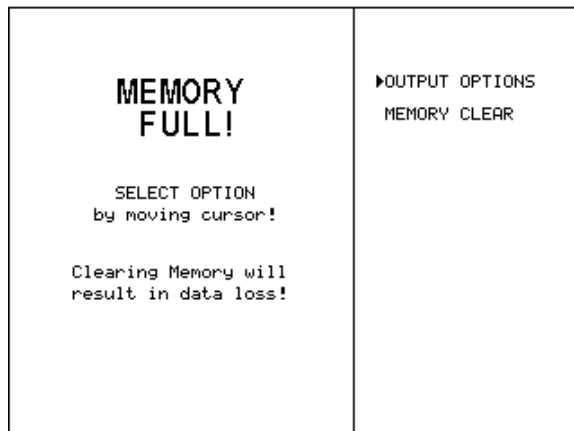 MEMORY
FULL!
SELECT OPTION
by moving cursor!
Clearing Memory will
result in data loss!
OUTPUT OPTIONS
MEMORY CLEAR